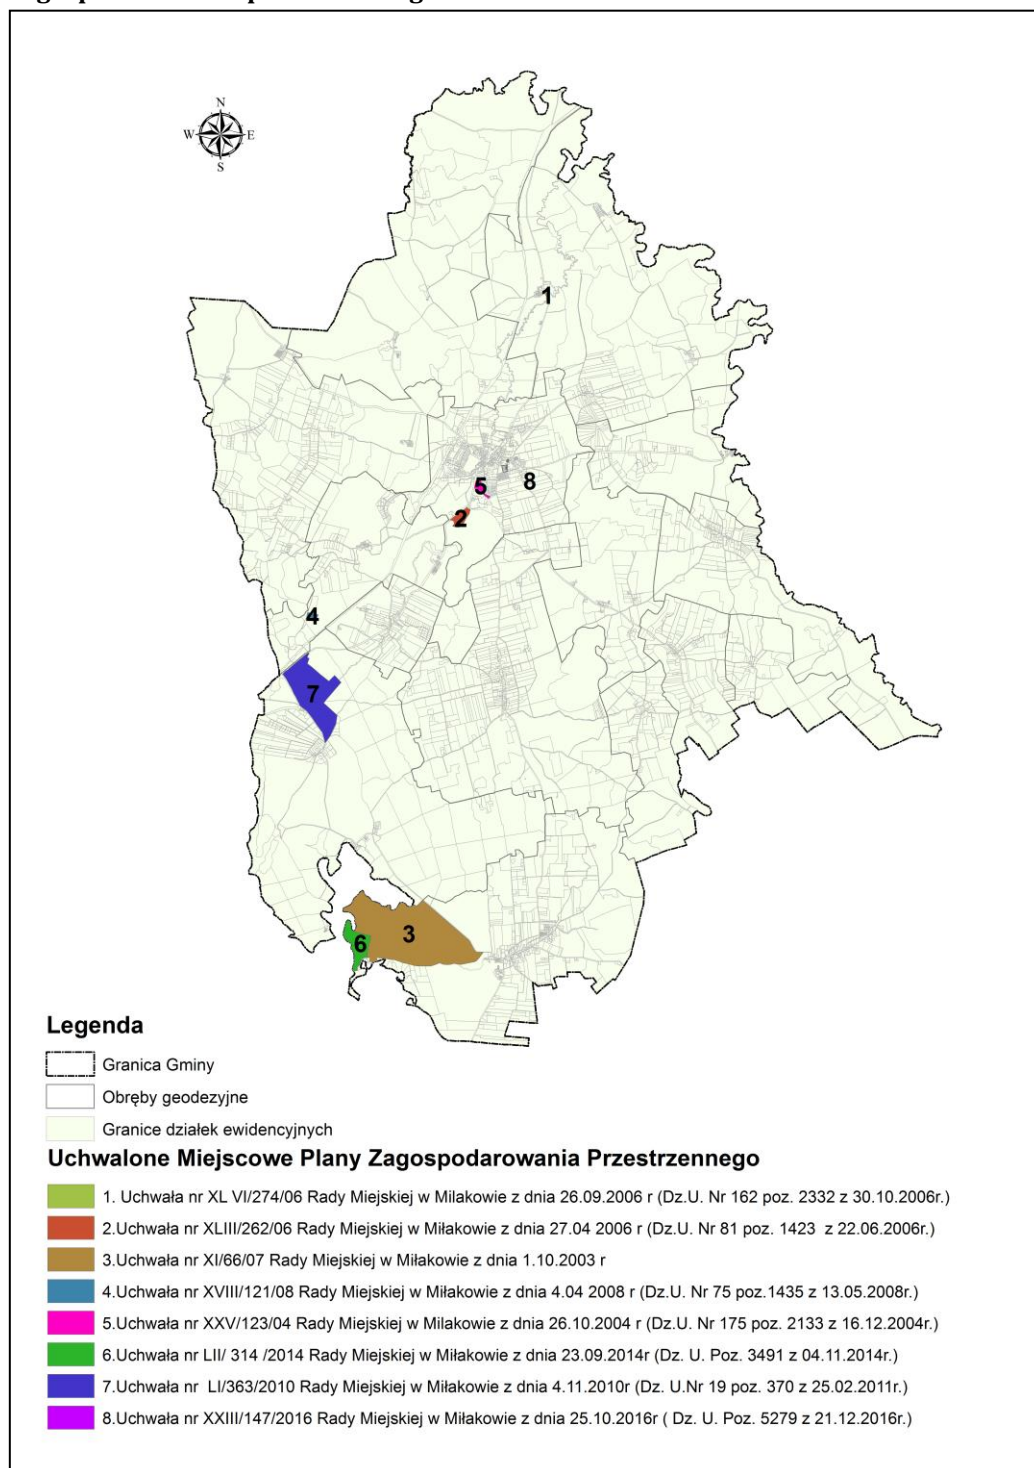 N
W E
S
1
8
5
2
4
7
3
6
Legenda
Granica Gminy
Obręby geodezyjne
Granice działek ewidencyjnych
Uchwalone Miejscowe Plany Zagospodarowania Przestrzennego
1. Uchwała nr XL VI/274/06 Rady Miejskiej w Milakowie z dnia 26.09.2006 r (Dz.U. Nr 162 poz. 2332 z 30.10.2006r.)
2.Uchwała nr XLIII/262/06 Rady Miejskiej w Miłakowie z dnia 27.04 2006 r (Dz.U. Nr 81 poz. 1423 z 22.06.2006r.)
3.Uchwała nr XI/66/07 Rady Miejskiej w Miłakowie z dnia 1.10.2003 r
4.Uchwała nr XVIII/121/08 Rady Miejskiej w Miłakowie z dnia 4.04 2008 r (Dz.U. Nr 75 poz.1435 z 13.05.2008r.)
5.Uchwała nr XXV/123/04 Rady Miejskiej w Milakowie z dnia 26.10.2004 r (Dz.U. Nr 175 poz. 2133 z 16.12.2004r.)
6.Uchwała nr LII/ 314 /2014 Rady Miejskiej w Miłakowie z dnia 23.09.2014r (Dz. U. Poz. 3491 z 04.11.2014r.)
7.Uchwała nr LI/363/2010 Rady Miejskiej w Miłakowie z dnia 4.11.2010r (Dz. U.Nr 19 poz. 370 z 25.02.2011r.)
8.Uchwała nr XXIII/147/2016 Rady Miejskiej w Miłakowie z dnia 25.10.2016r ( Dz. U. Poz. 5279 z 21.12.2016r.)